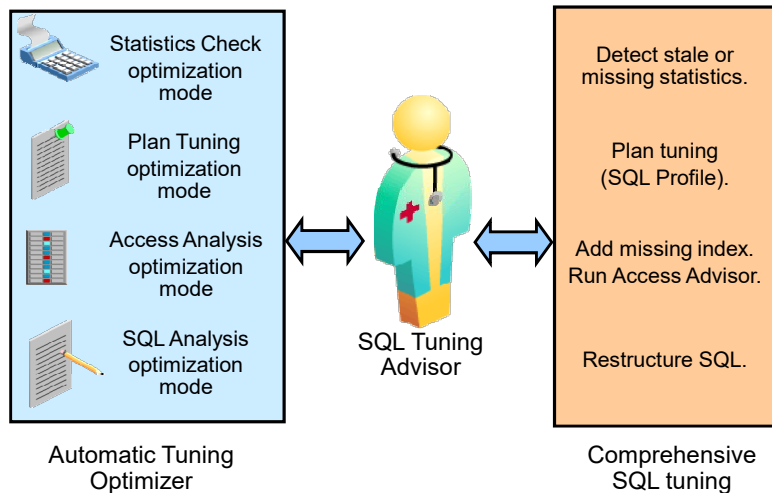 Statistics Check
optimization
mode
Plan Tuning
optimization
mode
Access Analysis
optimization
mode
SQL Analysis
optimization
mode
Automatic Tuning
Optimizer
SQL Tuning
Advisor
Detect stale or
missing statistics.
Plan tuning
(SQL Profile).
Add missing index.
Run Access Advisor.
Restructure SQL.
Comprehensive
SQL tuning